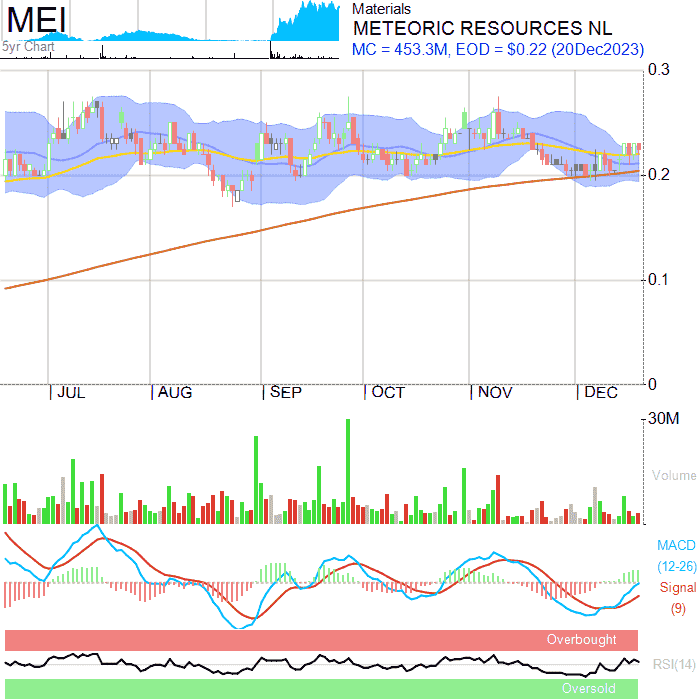 MEI
5yr Chart
Materials
METEORIC RESOURCES NL
MC = 453.3M, EOD = $0.22 (20Dec2023)
0.3
0.2
0.1
0
JUL AUG SEP OCT NOV DEC
30M
Volume
MACD
(12-26)
Signal
(9)
Overbought
RSI(14)
Oversold